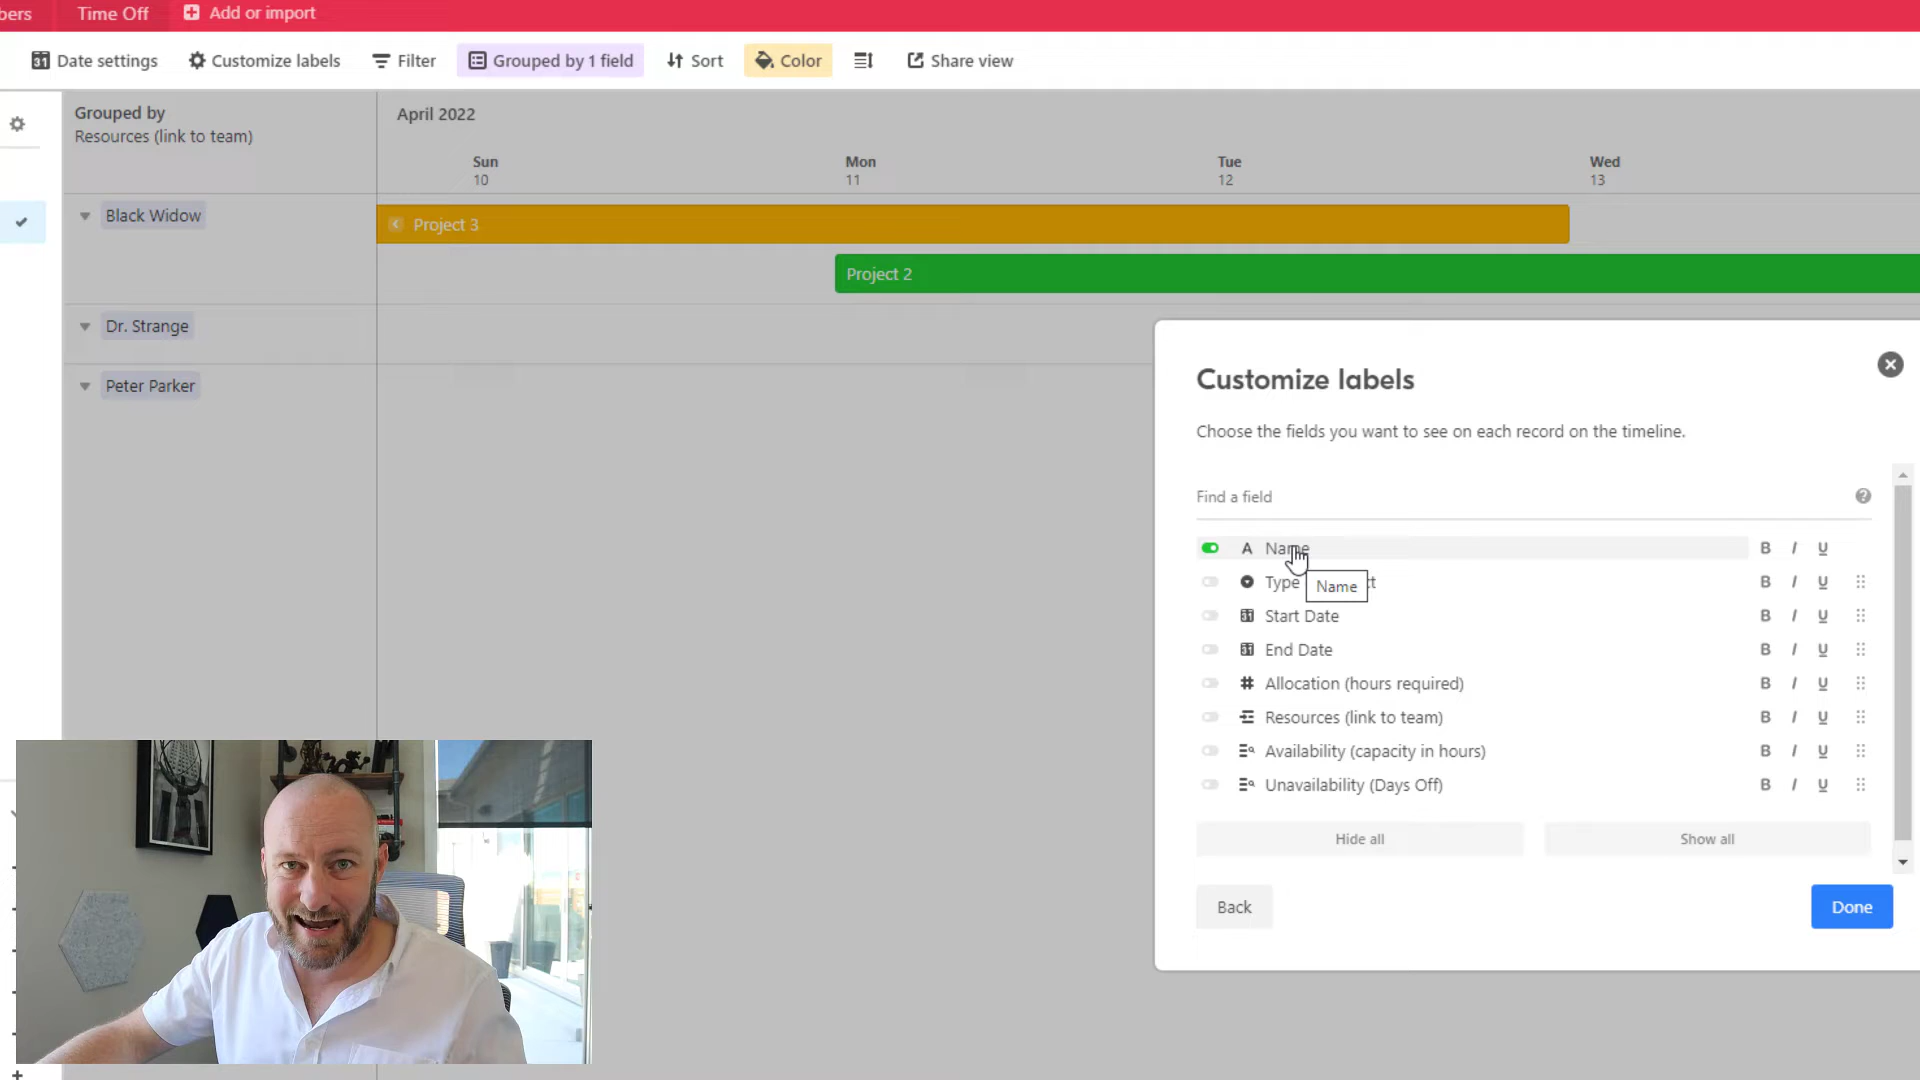 bers
Time Off
Add or import
Date settings
Customize labels
Filter
Grouped by 1 field
Sort
Color
Share view
Grouped by
Resources (link to team)
April 2022
Sun
10
Mon
11
Tue
12
Wed
13
Black Widow
Project 3
Project 2
Dr. Strange
Peter Parker
Customize labels
Choose the fields you want to see on each record on the timeline.
Find a field
Name
B I U
Type
B I U
Name
Start Date
B I U
End Date
B I U
Allocation (hours required)
B I U
Resources (link to team)
B I U
Availability (capacity in hours)
B I U
Unavailability (Days Off)
B I U
Hide all
Show all
Back
Done